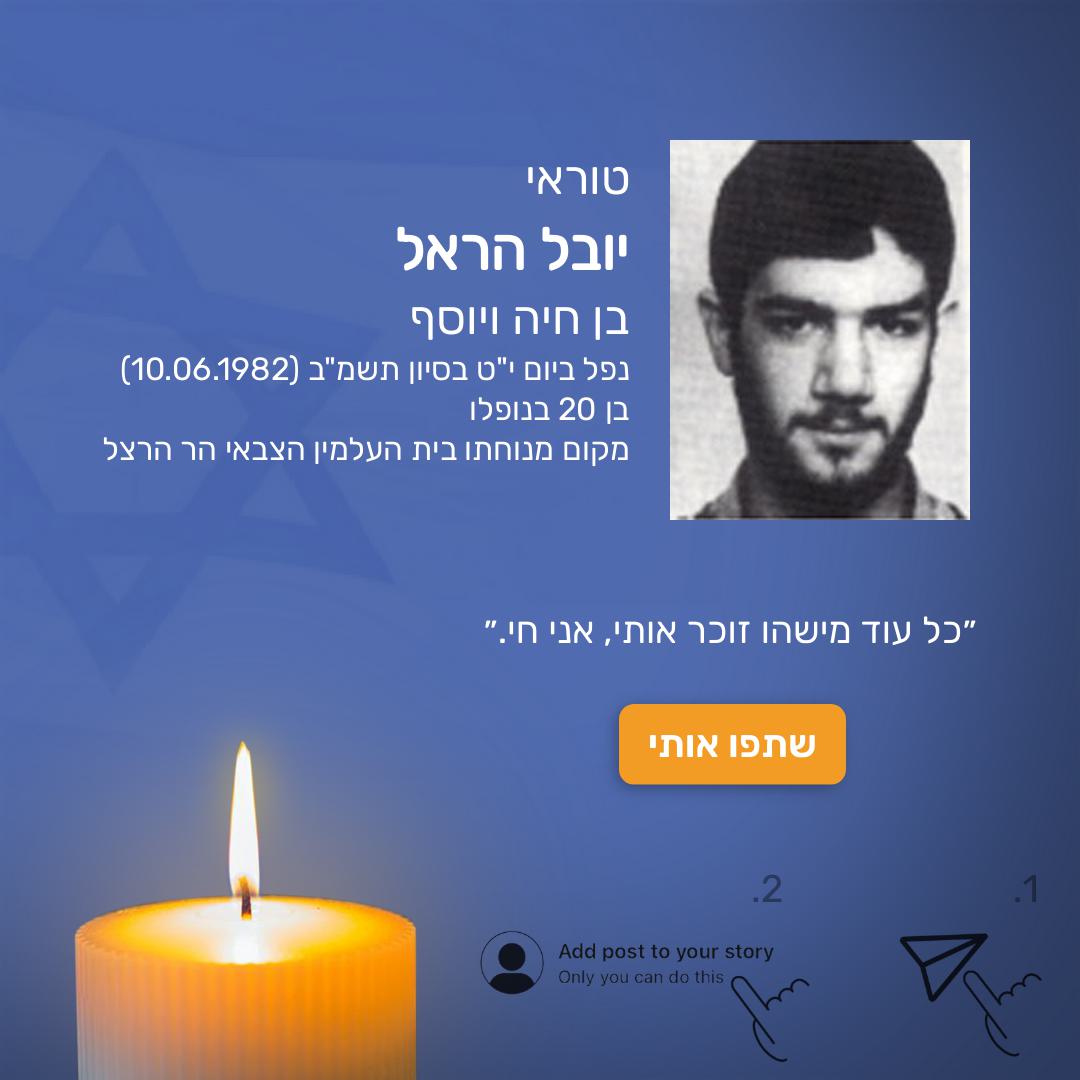 טוראי
יובל הראל
בן חיה ויוסף
נפל ביום י"ט בסיון תשמ"ב (10.06.1982)
בן 20 בנופלו
מקום מנוחתו בית העלמין הצבאי הר הרצל
״כל עוד מישהו זוכר אותי, אני חי.״
שתפו אותי
1.
2.
Add post to your story
Only you can do this